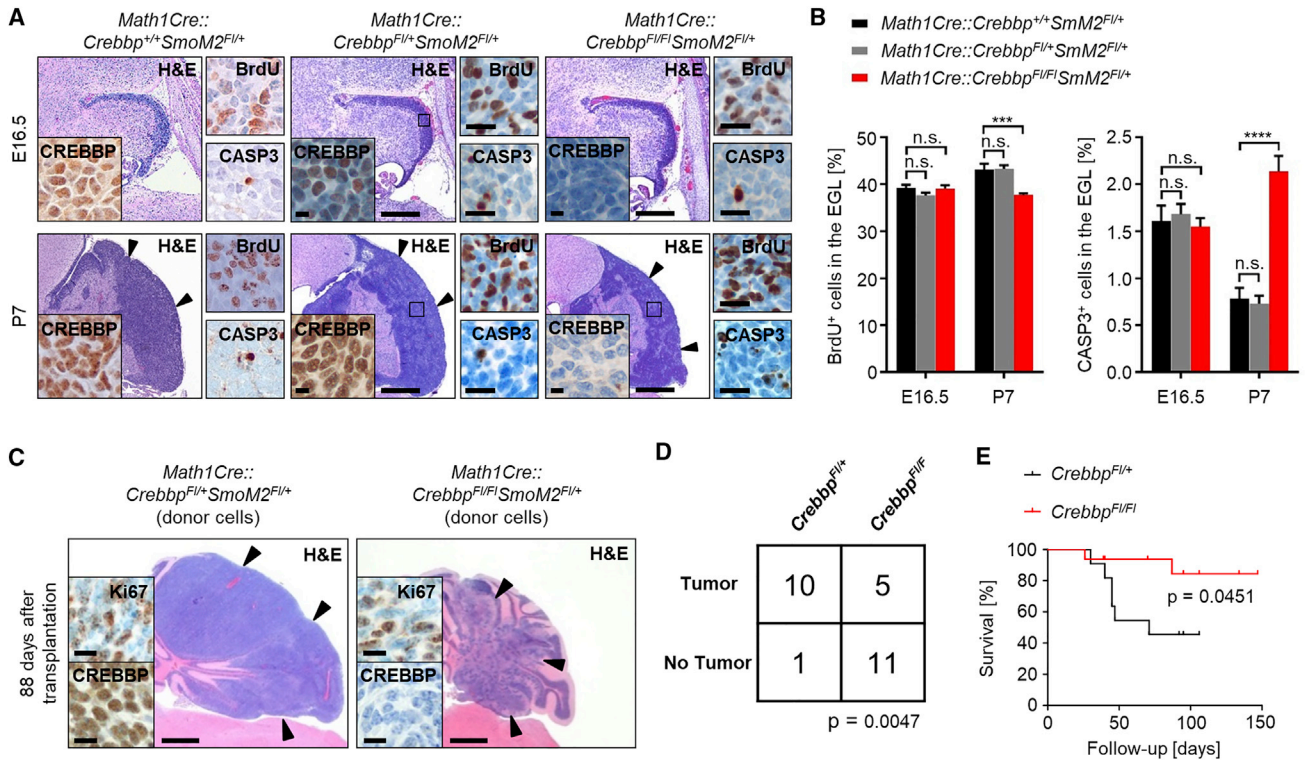 A
Math1Cre::
Crebbp+/+SmoM2Fl/+
Math1Cre::
CrebbpFl/+SmoM2Fl/+
Math1Cre::
CrebbpFl/FlSmoM2Fl/+
E16.5
H&E
BrdU
CREBBP
CASP3
H&E
BrdU
CREBBP
CASP3
H&E
BrdU
CREBBP
CASP3
P7
H&E
BrdU
CREBBP
CASP3
H&E
BrdU
CREBBP
CASP3
H&E
BrdU
CREBBP
CASP3
B
Math1Cre::Crebbp+/+SmM2Fl/+
Math1Cre::CrebbpFl/+SmM2Fl/+
Math1Cre::CrebbpFl/FlSmM2Fl/+
BrdU+ cells in the EGL [%]
50
40
30
20
10
0
n.s.
n.s.
***
n.s.
E16.5
P7
CASP3+ cells in the EGL [%]
2.5
2.0
1.5
1.0
0.5
0.0
n.s.
n.s.
****
n.s.
E16.5
P7
C
Math1Cre::
CrebbpFl/+SmoM2Fl/+
(donor cells)
Math1Cre::
CrebbpFl/FlSmoM2Fl/+
(donor cells)
88 days after
transplantation
H&E
Ki67
CREBBP
H&E
Ki67
CREBBP
D
CrebbpFl/+
CrebbpFl/F
Tumor
10
5
No Tumor
1
11
p = 0.0047
E
CrebbpFl/+
CrebbpFl/Fl
Survival [%]
100
80
60
40
20
0
p = 0.0451
0
50
100
150
Follow-up [days]